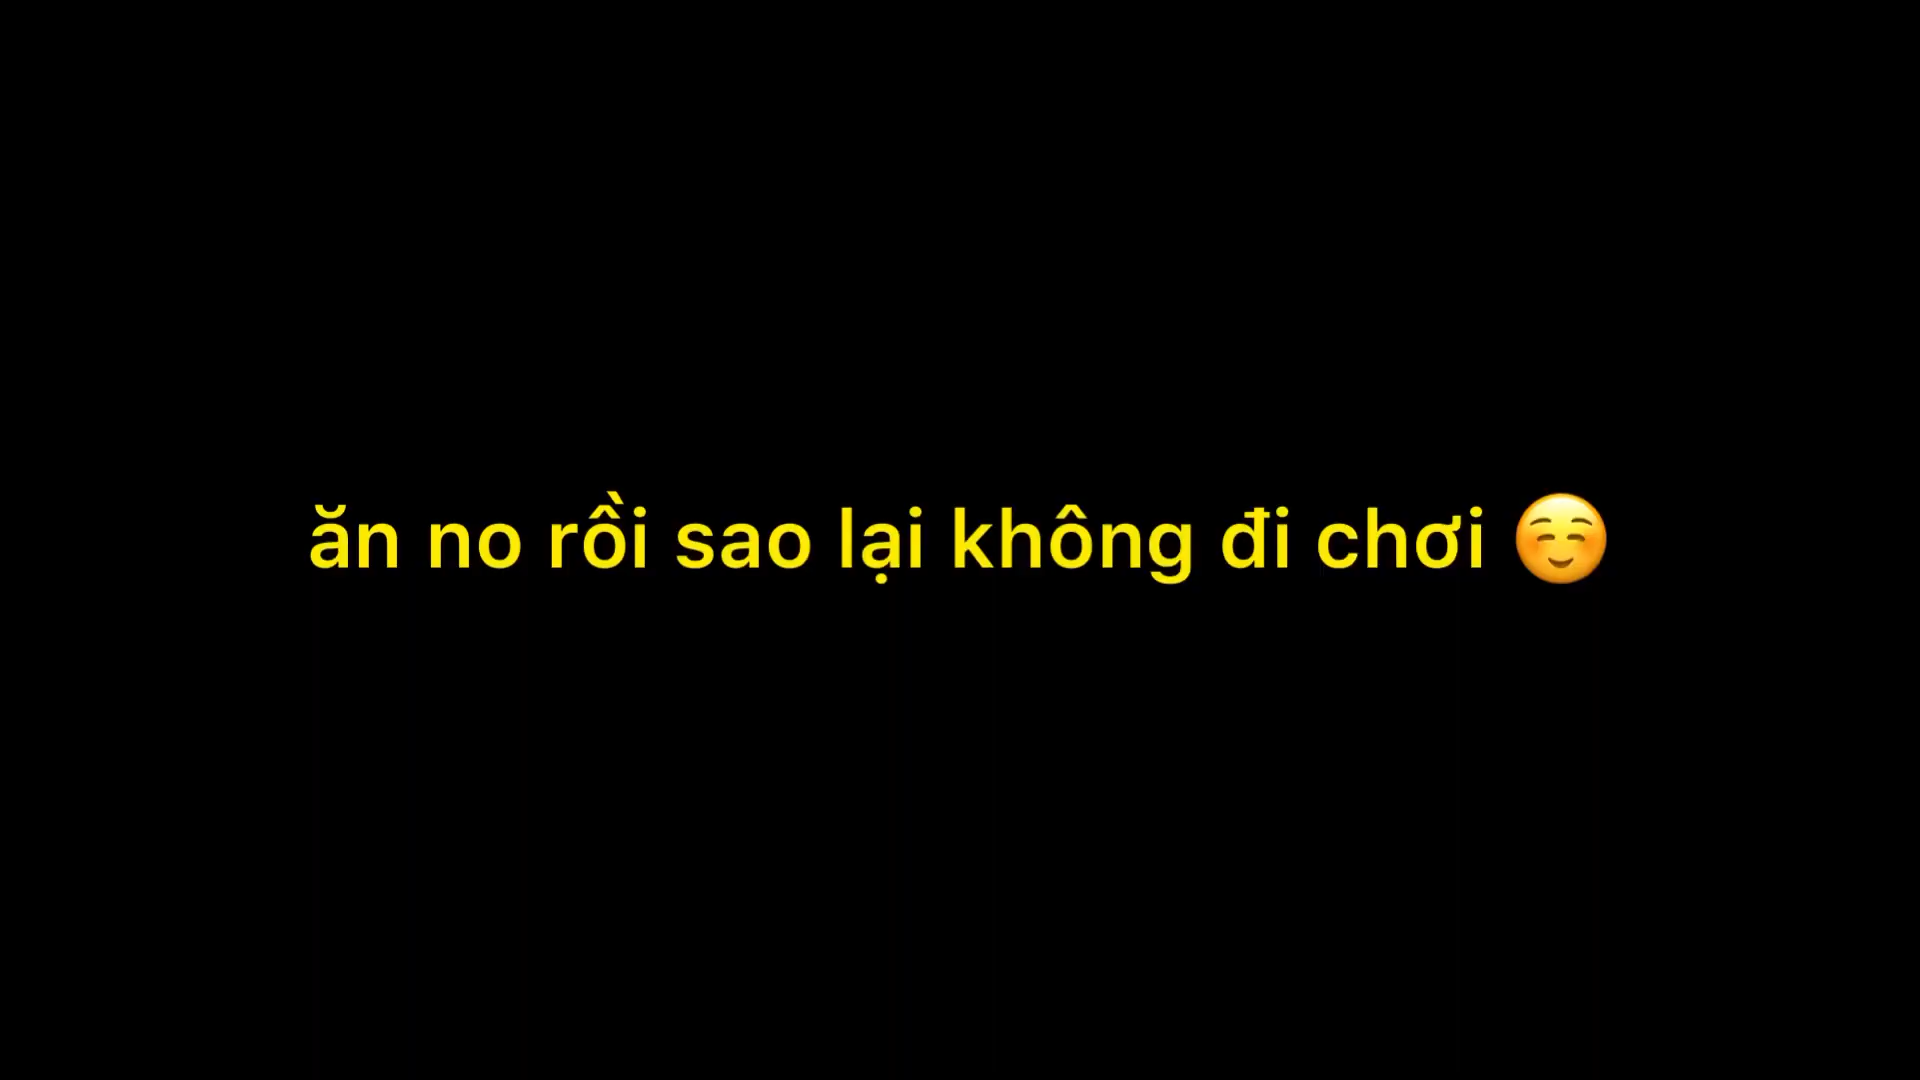 ăn no rồi sao lại không đi chơi ☺️